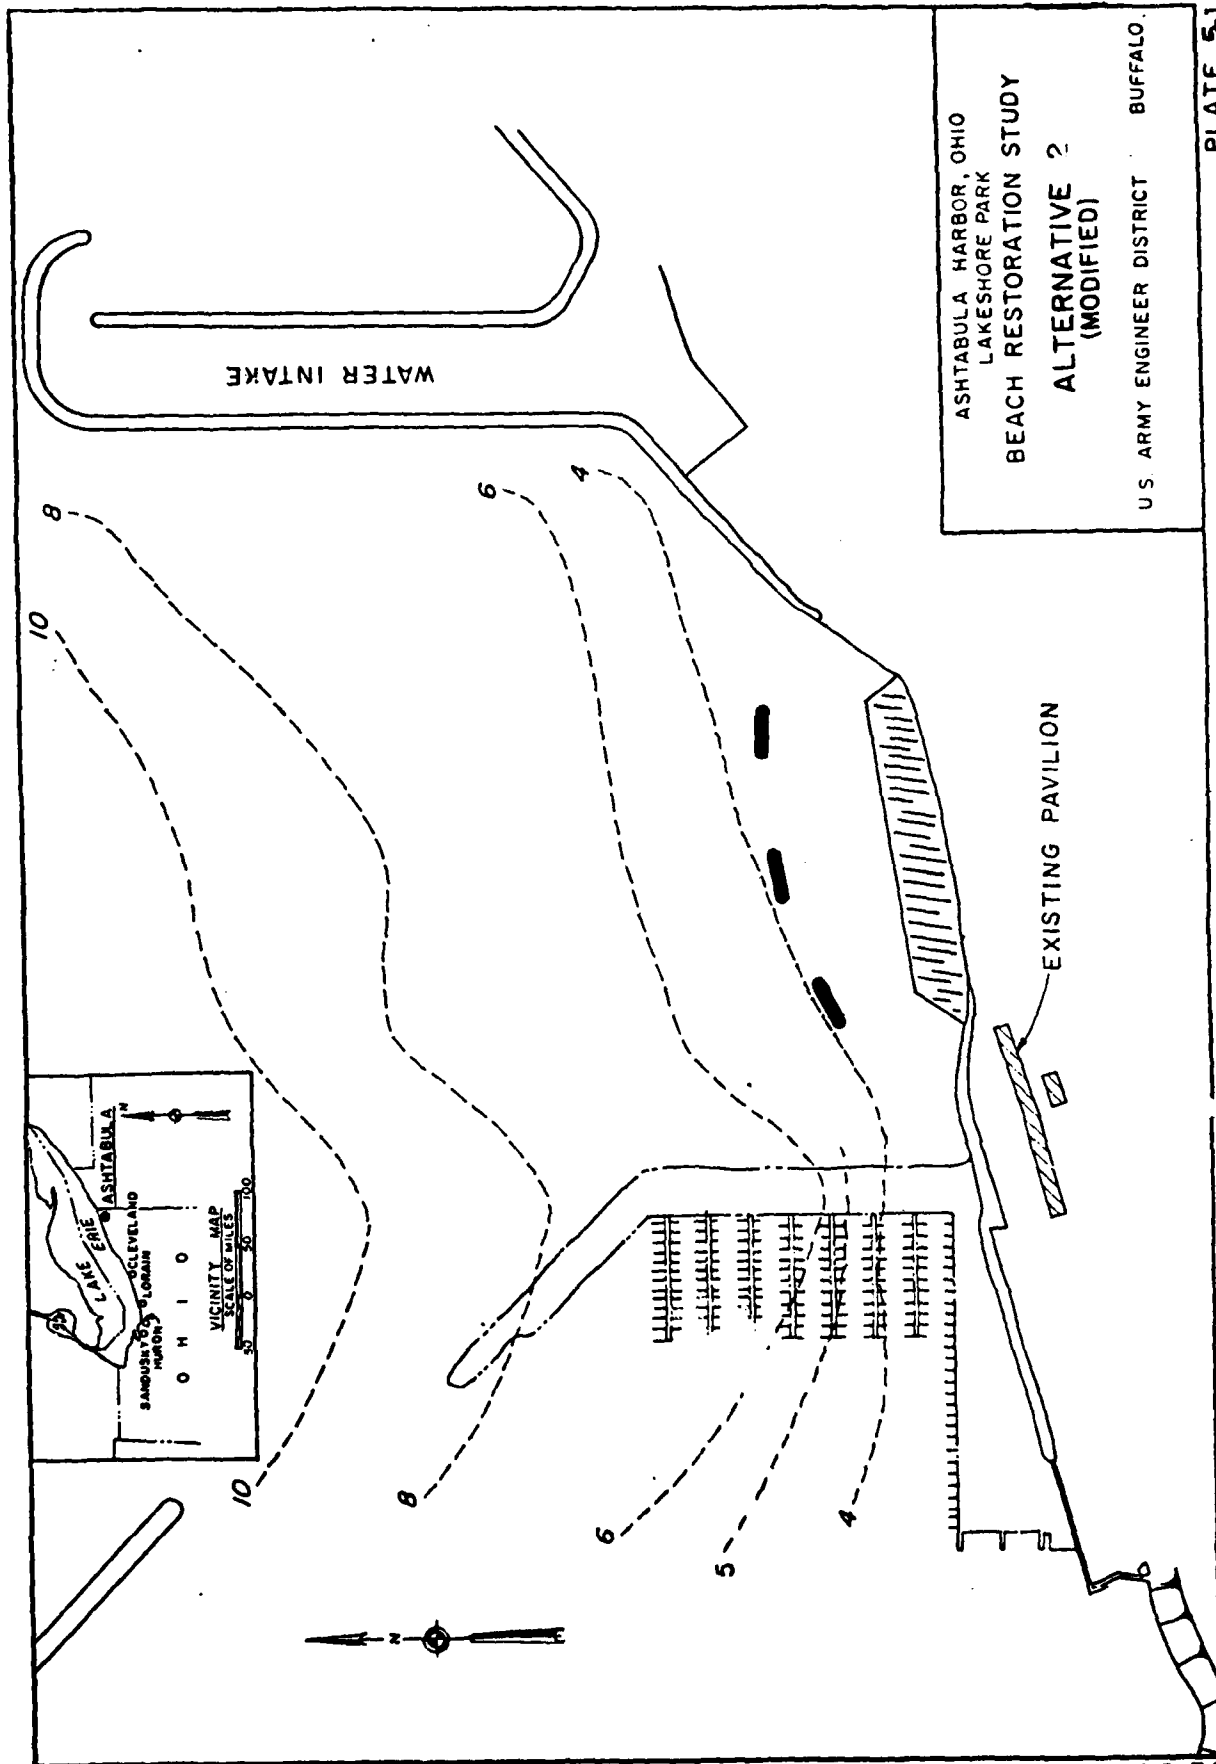 10
8
6
4
WATER INTAKE
10
8
6
5
4
N
EXISTING PAVILION
LAKE ERIE
ASHTABULA
N
CLEVELAND
LORAIN
SANDUSKY
HURON
O H I O
VICINITY MAP
SCALE OF MILES
50 0 50 100
ASHTABULA HARBOR, OHIO
LAKESHORE PARK
BEACH RESTORATION STUDY
ALTERNATIVE 2
(MODIFIED)
U.S. ARMY ENGINEER DISTRICT BUFFALO.
PLATE 51